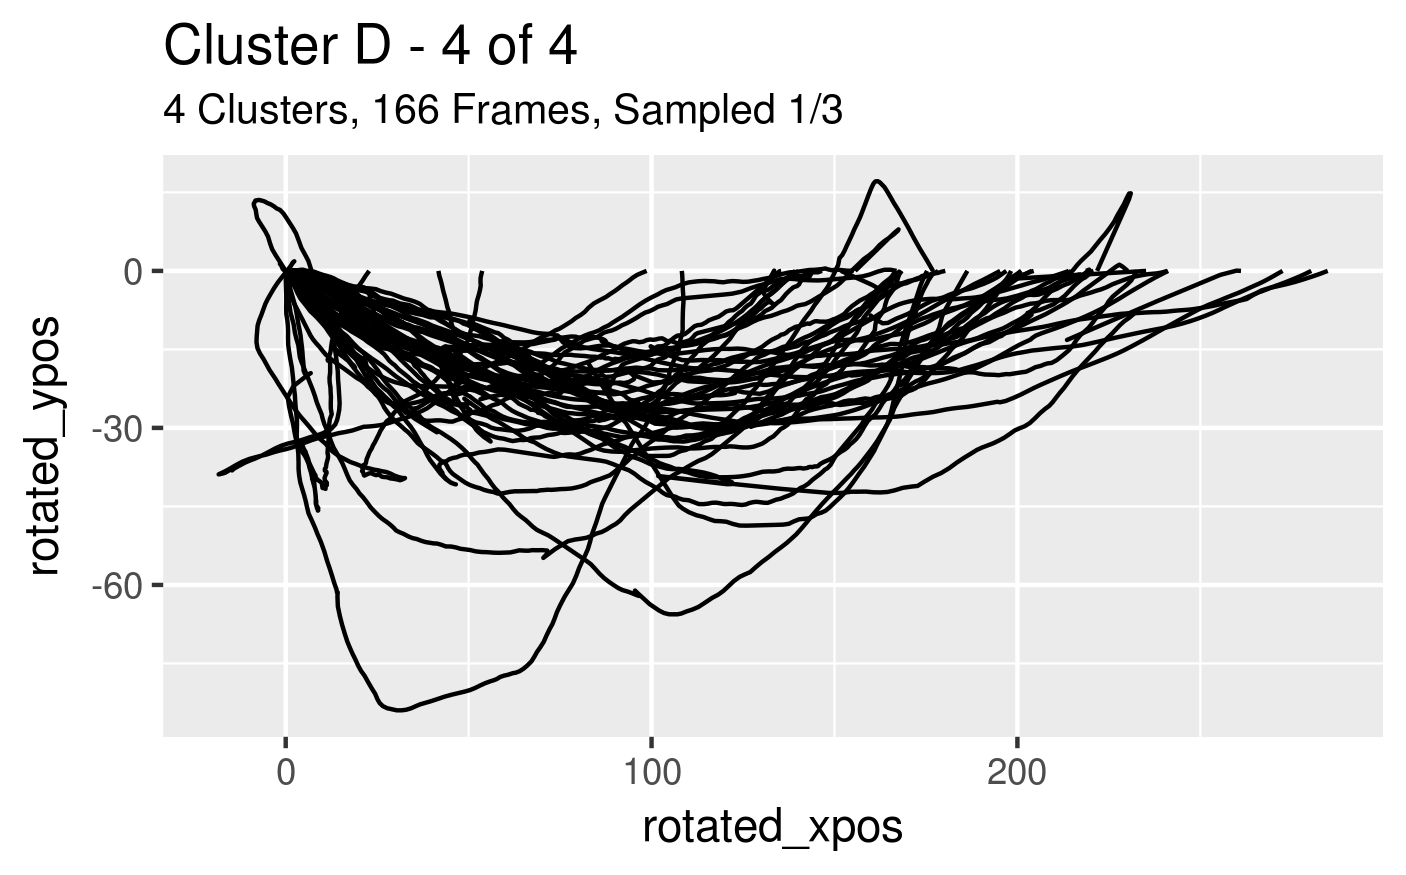 Cluster D - 4 of 4
4 Clusters, 166 Frames, Sampled 1/3
rotated_ypos
0
-30
-60
0 100 200
rotated_xpos